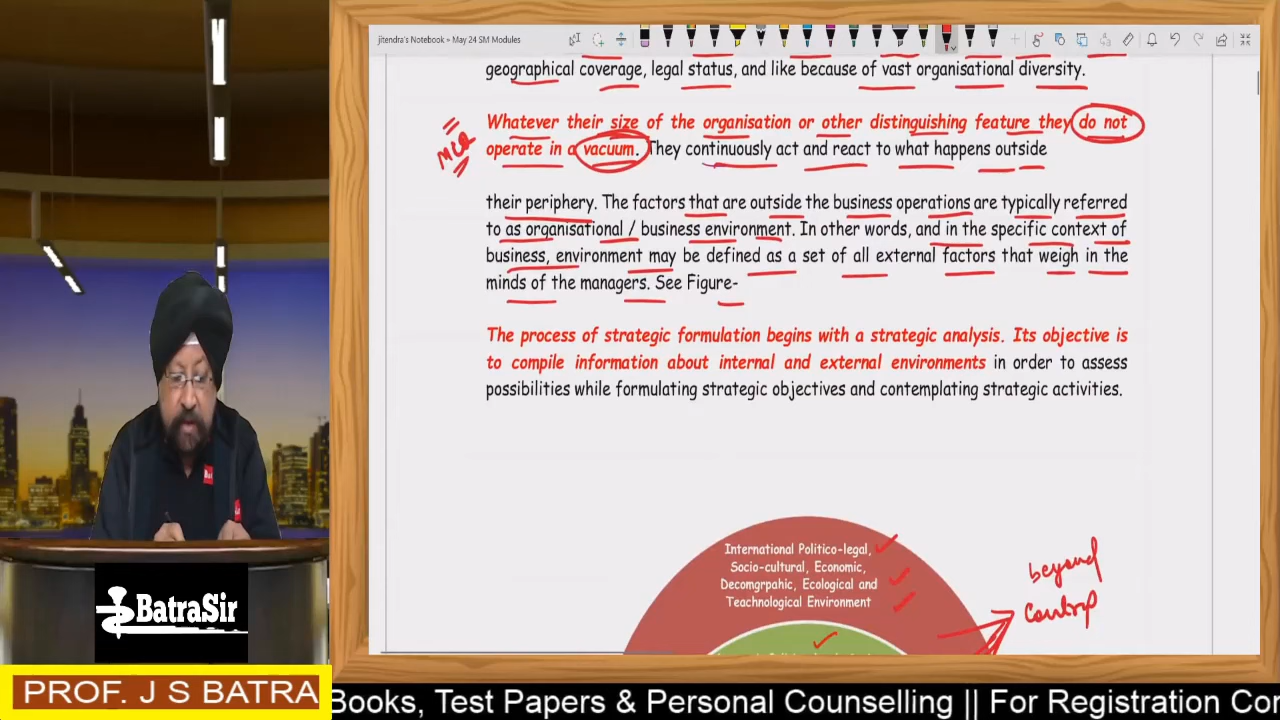 jitendra's Notebook » May 24 SM Modules
geographical coverage, legal status, and like because of vast organisational diversity.
Whatever their size of the organisation or other distinguishing feature they do not
operate in a vacuum. They continuously act and react to what happens outside
MCQ
their periphery. The factors that are outside the business operations are typically referred
to as organisational / business environment. In other words, and in the specific context of
business, environment may be defined as a set of all external factors that weigh in the
minds of the managers. See Figure-
The process of strategic formulation begins with a strategic analysis. Its objective is
to compile information about internal and external environments in order to assess
possibilities while formulating strategic objectives and contemplating strategic activities.
International Politico-legal,
Socio-cultural, Economic,
Decomgrpahic, Ecological and
Teachnological Environment
beyond
Control
BatraSir
PROF. J S BATRA
Books, Test Papers & Personal Counselling || For Registration Con